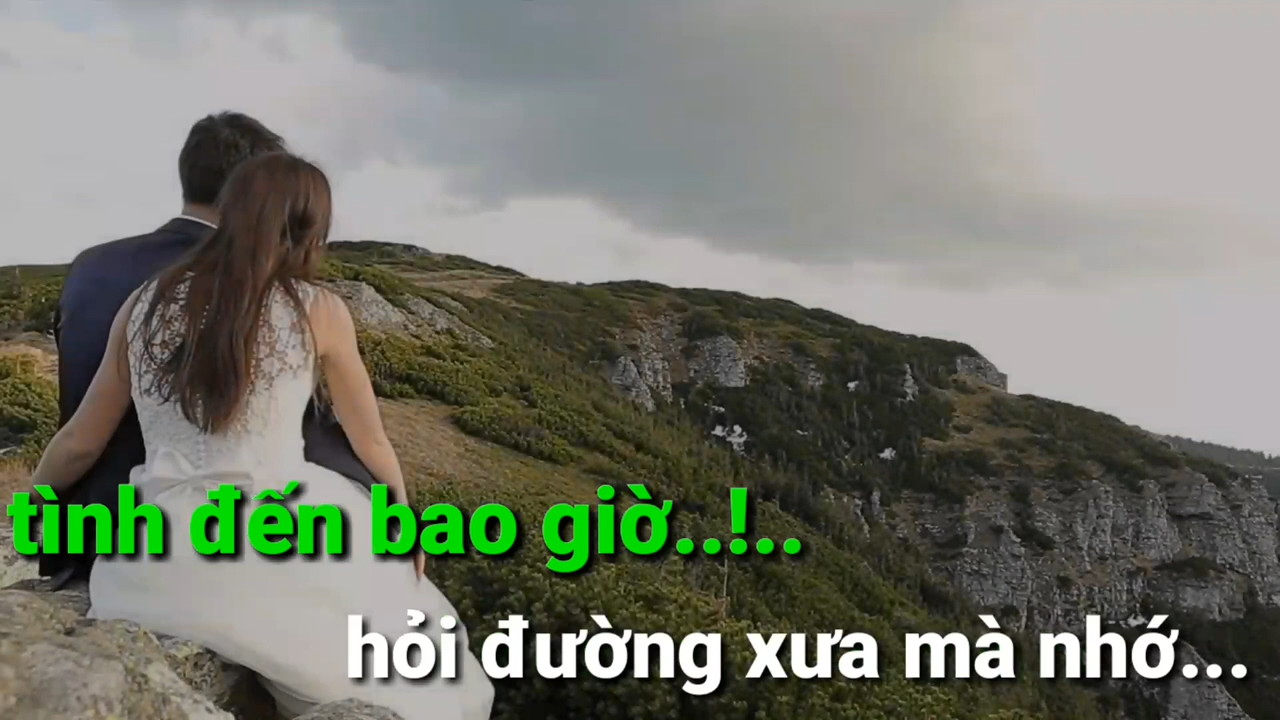 tình đến bao giờ..!..
hỏi đường xưa mà nhớ...